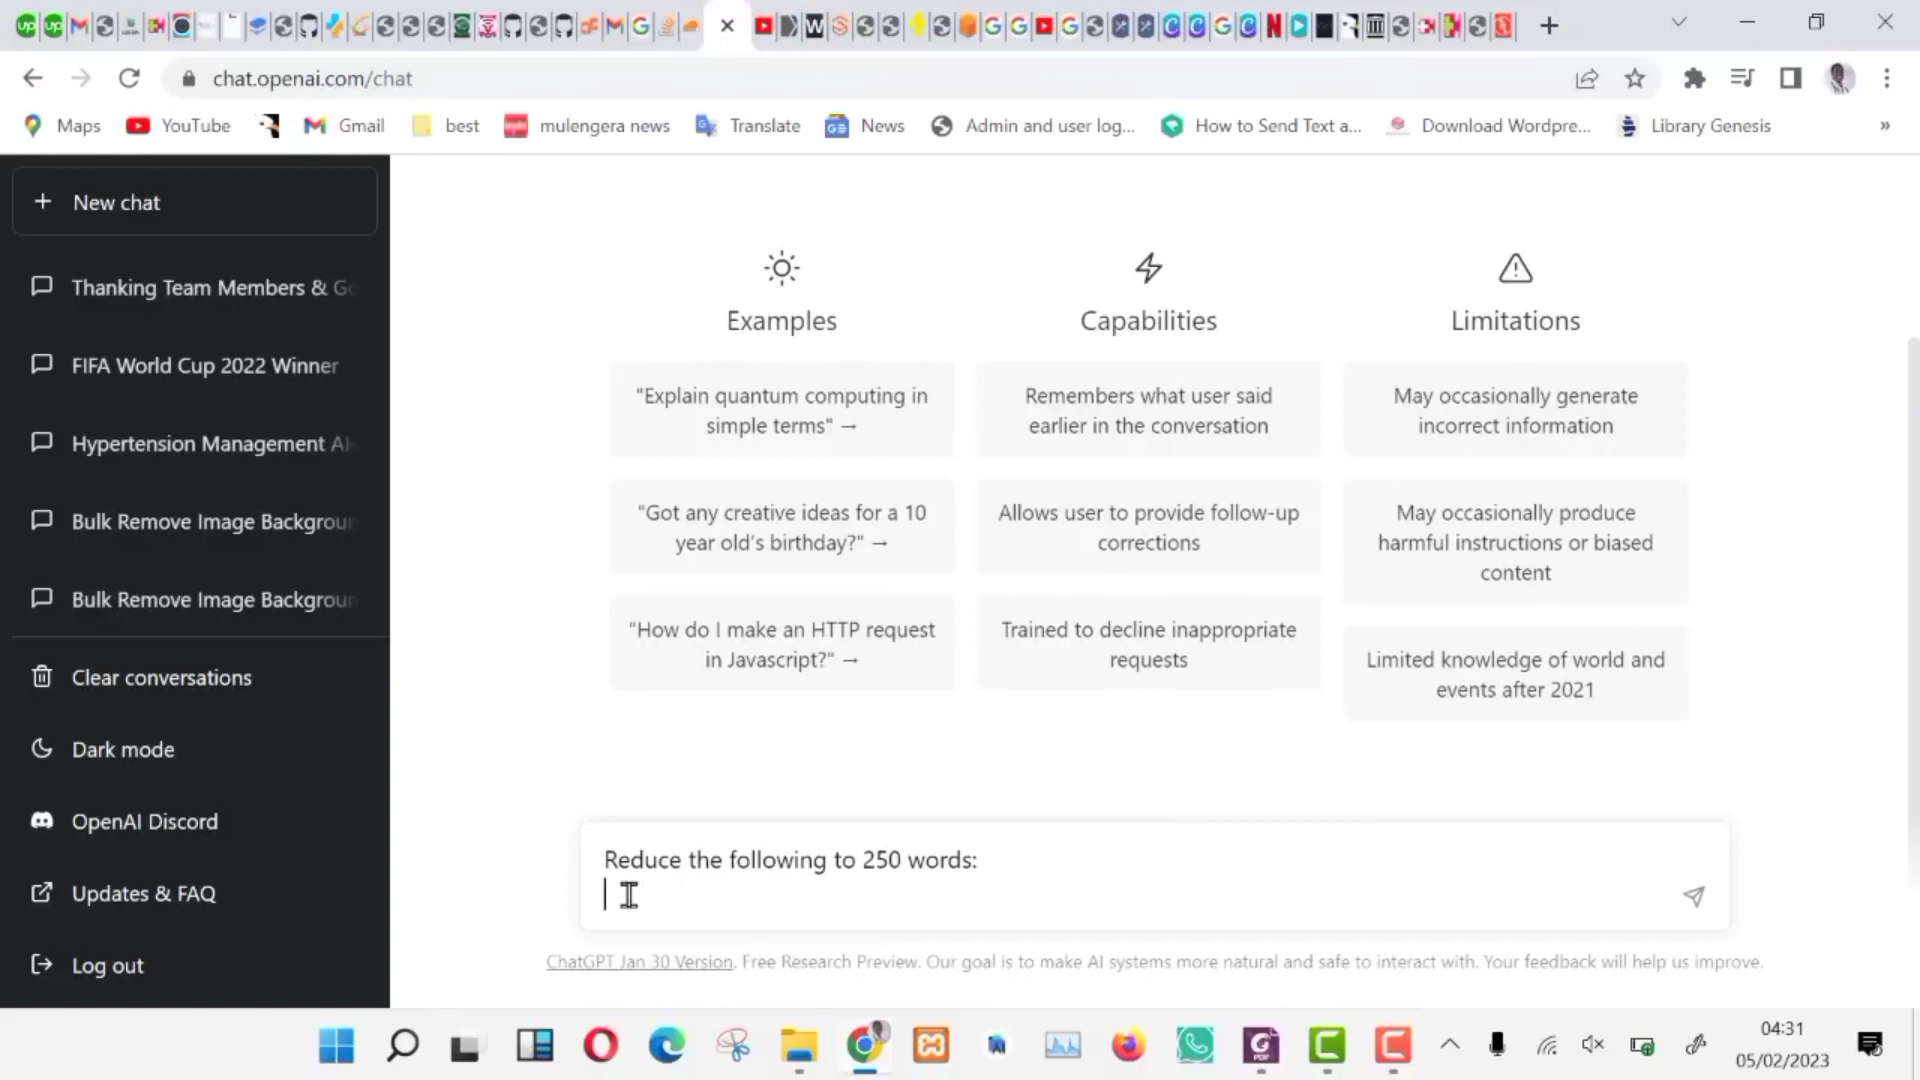 chat.openai.com/chat
Maps
YouTube
Gmail
best
mulengera news
Translate
News
Admin and user log...
How to Send Text a...
Download Wordpre...
Library Genesis
»
New chat
Thanking Team Members & Go
FIFA World Cup 2022 Winner
Hypertension Management AH
Bulk Remove Image Backgroun
Bulk Remove Image Backgroun
Clear conversations
Dark mode
OpenAI Discord
Updates & FAQ
Log out
Examples
"Explain quantum computing in
simple terms" →
"Got any creative ideas for a 10
year old's birthday?" →
"How do I make an HTTP request
in Javascript?" →
Capabilities
Remembers what user said
earlier in the conversation
Allows user to provide follow-up
corrections
Trained to decline inappropriate
requests
Limitations
May occasionally generate
incorrect information
May occasionally produce
harmful instructions or biased
content
Limited knowledge of world and
events after 2021
Reduce the following to 250 words:
ChatGPT Jan 30 Version. Free Research Preview. Our goal is to make AI systems more natural and safe to interact with. Your feedback will help us improve.
04:31
05/02/2023